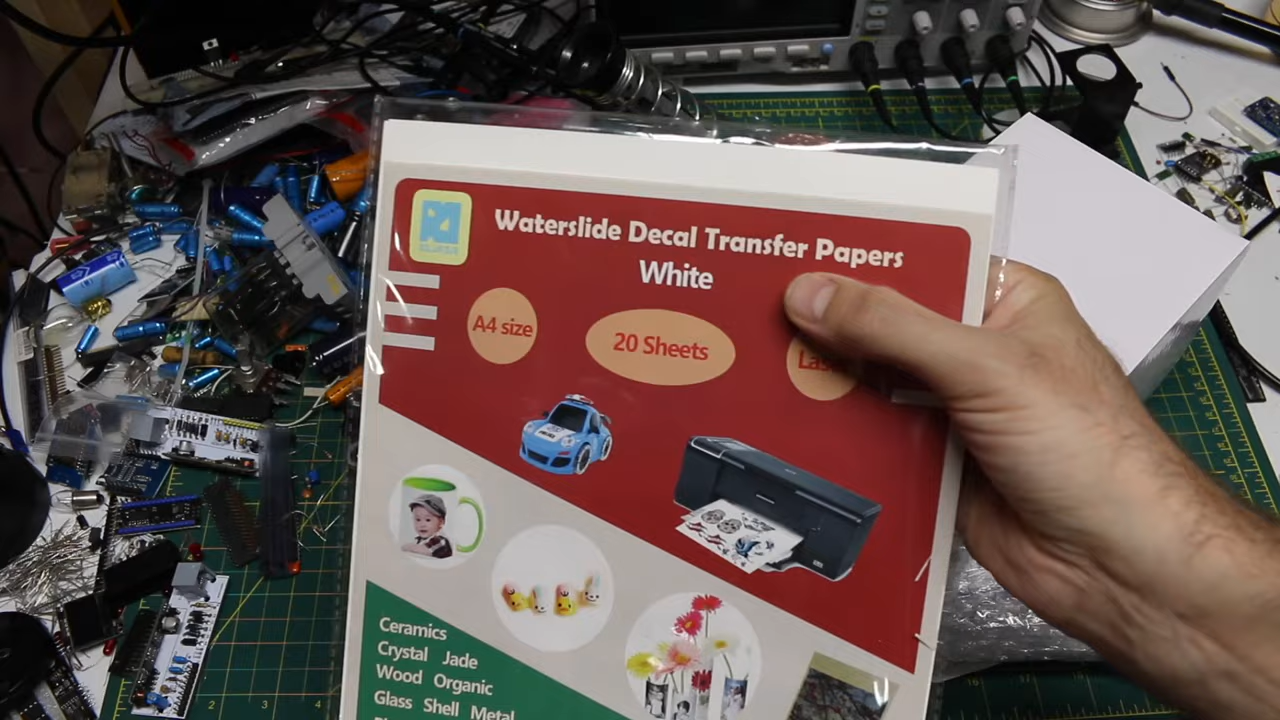 Waterslide Decal Transfer Papers
White
A4 size
20 Sheets
Ceramics
Crystal Jade
Wood Organic
Glass Shell Metal